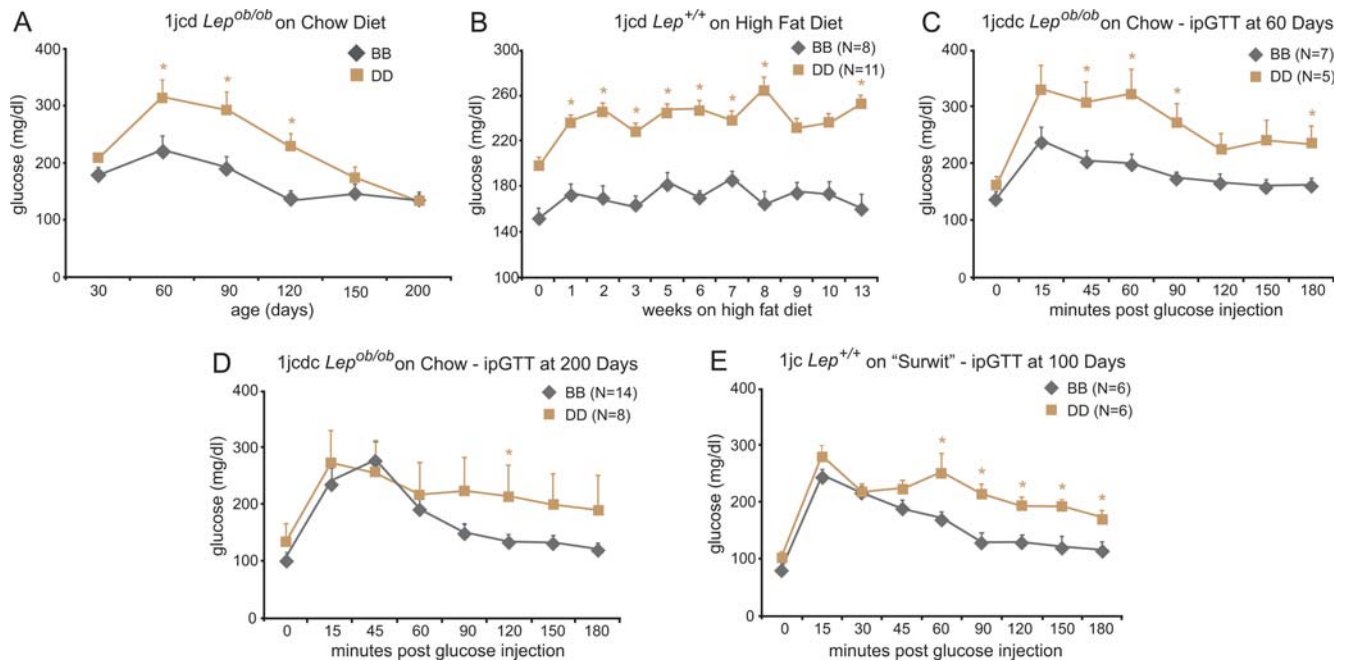 A
1jcd Lep^ob/ob on Chow Diet
BB
DD
glucose (mg/dl)
400
300
200
100
0
* * *
30 60 90 120 150 200
age (days)
B
1jcd Lep^+/+ on High Fat Diet
BB (N=8)
DD (N=11)
glucose (mg/dl)
300
260
220
180
140
100
* * * * * * * *
0 1 2 3 5 6 7 8 9 10 13
weeks on high fat diet
C
1jcdc Lep^ob/ob on Chow - ipGTT at 60 Days
BB (N=7)
DD (N=5)
glucose (mg/dl)
400
300
200
100
0
* * * *
0 15 45 60 90 120 150 180
minutes post glucose injection
D
1jcdc Lep^ob/ob on Chow - ipGTT at 200 Days
BB (N=14)
DD (N=8)
glucose (mg/dl)
400
300
200
100
0
*
0 15 45 60 90 120 150 180
minutes post glucose injection
E
1jc Lep^+/+ on "Surwit" - ipGTT at 100 Days
BB (N=6)
DD (N=6)
glucose (mg/dl)
400
300
200
100
0
* * * * *
0 15 30 45 60 90 120 150 180
minutes post glucose injection